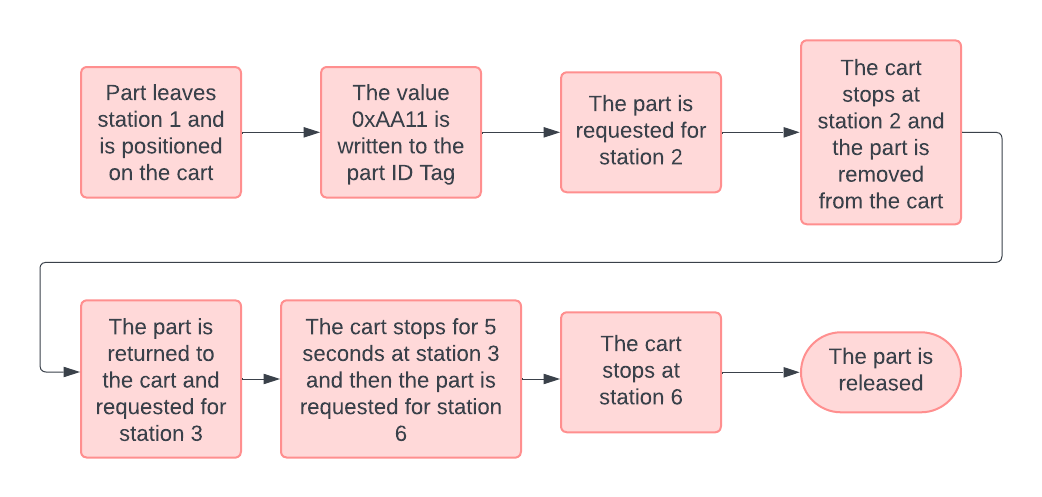 Part leaves
station 1 and
is positioned
on the cart
The value
0xAA11 is
written to the
part ID Tag
The part is
requested for
station 2
The cart
stops at
station 2 and
the part is
removed
from the cart
The part is
returned to
the cart and
requested for
station 3
The cart stops for 5
seconds at station 3
and then the part is
requested for station
6
The cart
stops at
station 6
The part is
released